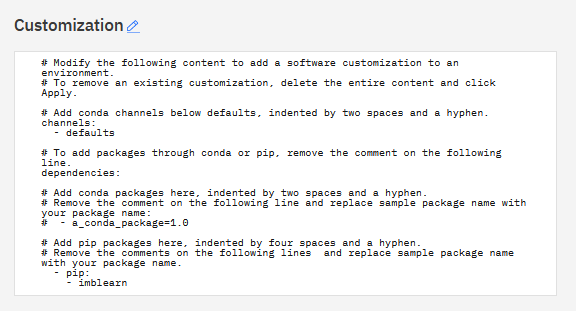 Customization
# Modify the following content to add a software customization to an
environment.
# To remove an existing customization, delete the entire content and click
Apply.
# Add conda channels below defaults, indented by two spaces and a hyphen.
channels:
  - defaults
# To add packages through conda or pip, remove the comment on the following
line.
dependencies:
# Add conda packages here, indented by two spaces and a hyphen.
# Remove the comment on the following line and replace sample package name with
your package name:
#  - a_conda_package=1.0
# Add pip packages here, indented by four spaces and a hyphen.
# Remove the comments on the following lines  and replace sample package name
with your package name.
  - pip:
    - imblearn